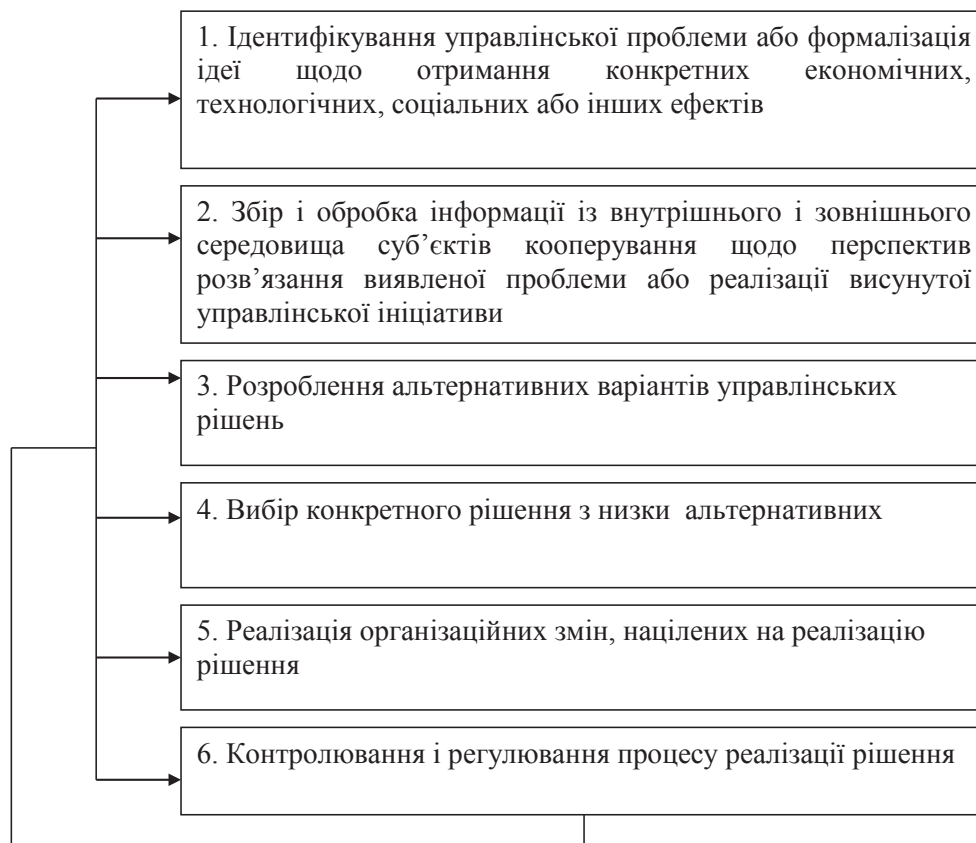 1. Ідентифікування управлінської проблеми або формалізація
ідеї щодо отримання конкретних економічних,
технологічних, соціальних або інших ефектів
2. Збір і обробка інформації із внутрішнього і зовнішнього
середовища суб’єктів кооперування щодо перспектив
розв’язання виявленої проблеми або реалізації висунутої
управлінської ініціативи
3. Розроблення альтернативних варіантів управлінських
рішень
4. Вибір конкретного рішення з низки альтернативних
5. Реалізація організаційних змін, націлених на реалізацію
рішення
6. Контролювання і регулювання процесу реалізації рішення